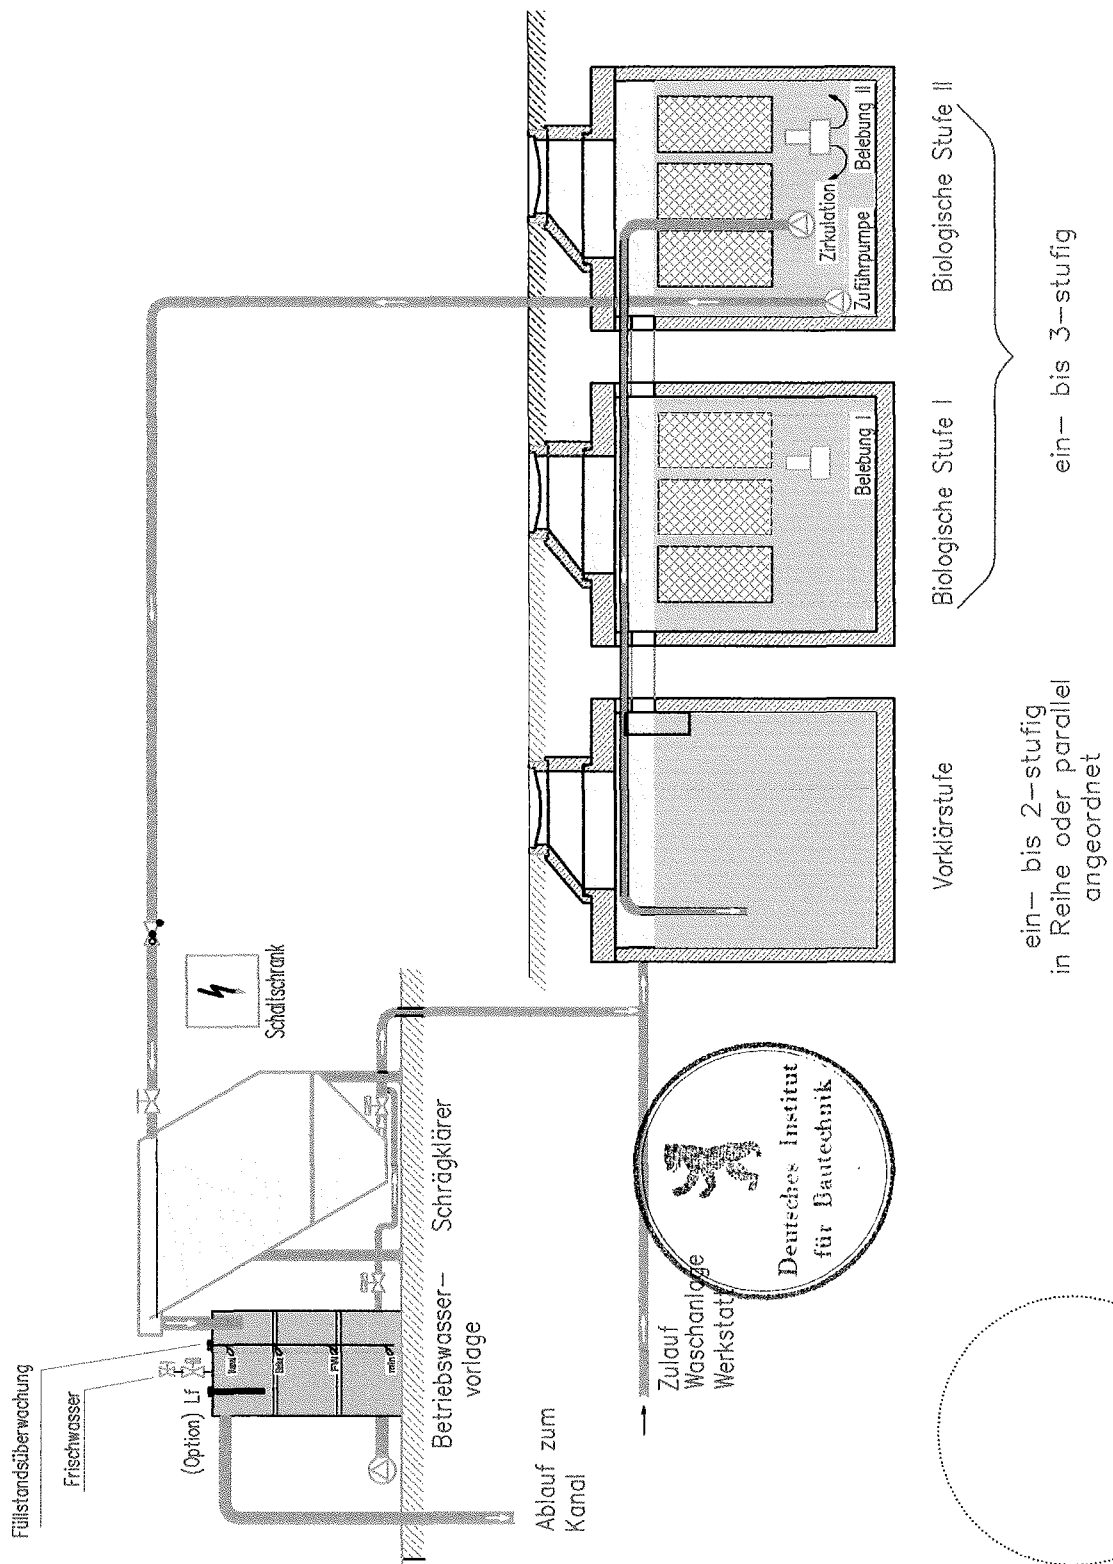 Füllstandsüberwachung
Frischwasser
(Option) Lf
Schaltschrank
Betriebswasser–
vorlage
Schrägklärer
Ablauf zum
Kanal
Zulauf
Waschanlage
Werkstatt
Deutsches Institut
für Bautechnik
Vorklärstufe
ein– bis 2–stufig
in Reihe oder parallel
angeordnet
Belebung I
Biologische Stufe I
Zuführpumpe
Zirkulation
Belebung II
Biologische Stufe II
ein– bis 3–stufig
FW
min